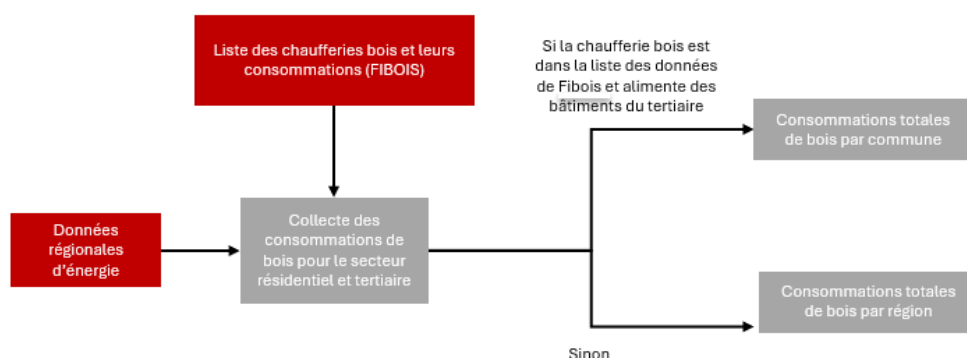 Liste des chaufferies bois et leurs
consommations (FIBOIS)
Si la chaufferie bois est
dans la liste des données
de Fibois et alimente des
bâtiments du tertiaire
Consommations totales
de bois par commune
Données
régionales
d'énergie
Collecte des
consommations de
bois pour le secteur
résidentiel et tertiaire
Consommations totales
de bois par région
Sinon